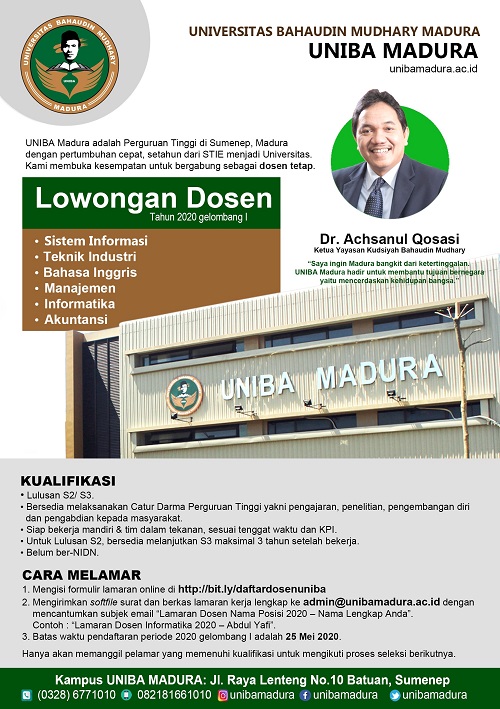 UNIVERSITAS BAHAUDIN MUDHARY
UNIBA
MADURA
UNIVERSITAS BAHAUDIN MUDHARY MADURA
UNIBA MADURA
unibamadura.ac.id
UNIBA Madura adalah Perguruan Tinggi di Sumenep, Madura
dengan pertumbuhan cepat, setahun dari STIE menjadi Universitas.
Kami membuka kesempatan untuk bergabung sebagai dosen tetap.
Lowongan Dosen
Tahun 2020 gelombang I
• Sistem Informasi
• Teknik Industri
• Bahasa Inggris
• Manajemen
• Informatika
• Akuntansi
Dr. Achsanul Qosasi
Ketua Yayasan Kudsiyah Bahaudin Mudhary
“Saya ingin Madura bangkit dari ketertinggalan.
UNIBA Madura hadir untuk membantu tujuan bernegara
yaitu mencerdaskan kehidupan bangsa.”
UNIBA MADURA
KUALIFIKASI
• Lulusan S2/ S3.
• Bersedia melaksanakan Catur Darma Perguruan Tinggi yakni pengajaran, penelitian, pengembangan diri
dan pengabdian kepada masyarakat.
• Siap bekerja mandiri & tim dalam tekanan, sesuai tenggat waktu dan KPI.
• Untuk Lulusan S2, bersedia melanjutkan S3 maksimal 3 tahun setelah bekerja.
• Belum ber-NIDN.
CARA MELAMAR
1. Mengisi formulir lamaran online di http://bit.ly/daftardosenuniba
2. Mengirimkan softfile surat dan berkas lamaran kerja lengkap ke admin@unibamadura.ac.id dengan
mencantumkan subjek email “Lamaran Dosen Nama Posisi 2020 – Nama Lengkap Anda”.
Contoh : “Lamaran Dosen Informatika 2020 – Abdul Yafi”.
3. Batas waktu pendaftaran periode 2020 gelombang I adalah 25 Mei 2020.
Hanya akan memanggil pelamar yang memenuhi kualifikasi untuk mengikuti proses seleksi berikutnya.
Kampus UNIBA MADURA: Jl. Raya Lenteng No.10 Batuan, Sumenep
(0328) 6771010 082181661010 unibamadura unibamadura unibamadura